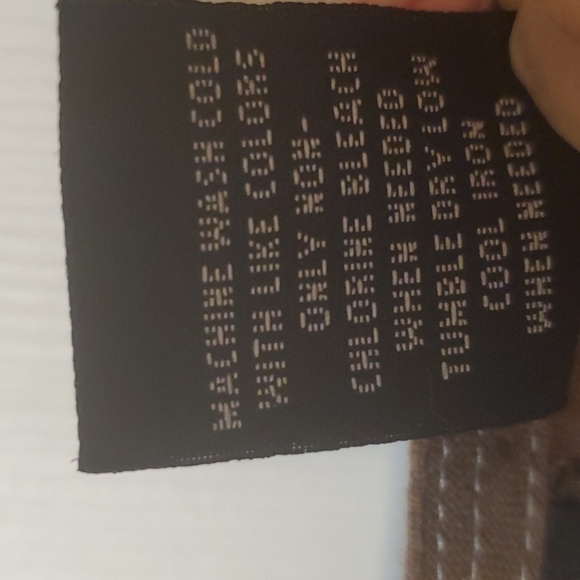 MACHINE WASH COLD
WITH LIKE COLORS
ONLY NON-
CHLORINE BLEACH
WHEN NEEDED
TUMBLE DRY LOW
COOL IRON
WHEN NEEDED